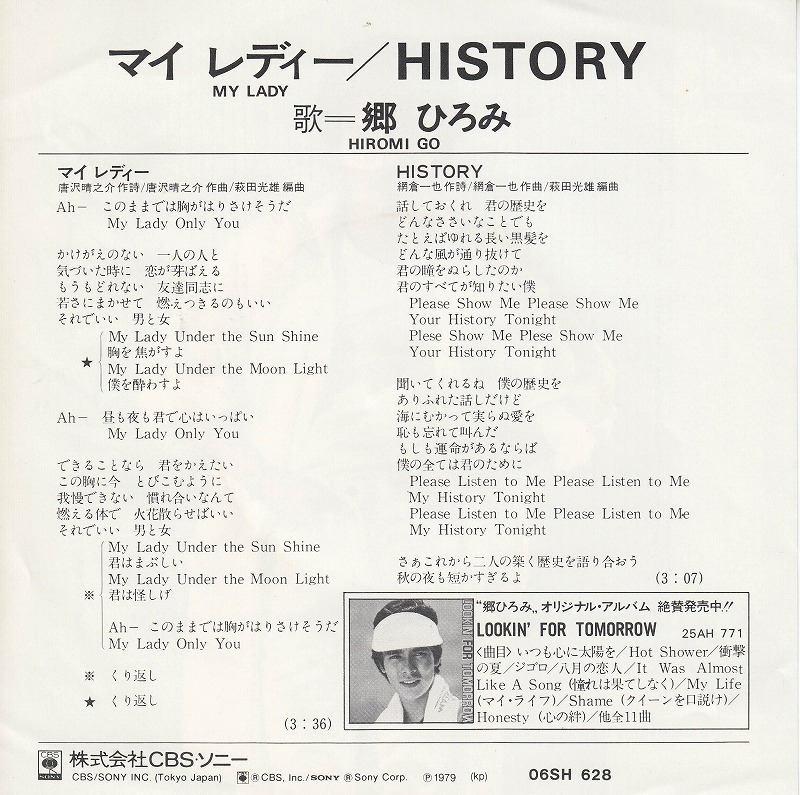 マイ レディー／HISTORY
MY LADY
歌＝郷 ひろみ
HIROMI GO
マイ レディー
唐沢晴之介 作詩/唐沢晴之介 作曲/萩田光雄 編曲
Ah− このままでは胸がはりさけそうだ
My Lady Only You
かけがえのない 一人の人と
気づいた時に 恋が芽ばえる
もうもどれない 友達同志に
若さにまかせて 燃えつきるのもいい
それでいい 男と女
My Lady Under the Sun Shine
胸を焦がすよ
★ My Lady Under the Moon Light
僕を酔わすよ
Ah− 昼も夜も君で心はいっぱい
My Lady Only You
できることなら 君をかえたい
この胸に今 とびこむように
我慢できない 慣れ合いなんて
燃える体で 火花散らせばいい
それでいい 男と女
My Lady Under the Sun Shine
君はまぶしい
My Lady Under the Moon Light
※ 君は怪しげ
Ah− このままでは胸がはりさけそうだ
My Lady Only You
※ くり返し
★ くり返し
(3：36)
HISTORY
網倉一也 作詩/網倉一也 作曲/萩田光雄 編曲
話しておくれ 君の歴史を
どんなささいなことでも
たとえばゆれる長い黒髪を
どんな風が通り抜けて
君の瞳をぬらしたのか
君のすべてが知りたい僕
Please Show Me Please Show Me
Your History Tonight
Plese Show Me Plese Show Me
Your History Tonight
聞いてくれるね 僕の歴史を
ありふれた話しだけど
海にむかって実らぬ愛を
恥も忘れて叫んだ
もしも運命があるならば
僕の全ては君のために
Please Listen to Me Please Listen to Me
My History Tonight
Please Listen to Me Please Listen to Me
My History Tonight
さぁこれから二人の築く歴史を語り合おう
秋の夜も短かすぎるよ (3：07)
LOOKIN' FOR TOMORROW
“郷ひろみ„オリジナル・アルバム 絶賛発売中!!
LOOKIN' FOR TOMORROW 25AH 771
〈曲目〉いつも心に太陽を／Hot Shower／衝撃
の夏／ジゴロ／八月の恋人／It Was Almost
Like A Song (憧れは果てしなく)／My Life
(マイ・ライフ)／Shame (クイーンを口説け)／
Honesty (心の絆)／他全11曲
CBS SONY 株式会社CBS・ソニー
CBS/SONY INC. (Tokyo Japan) ®CBS, Inc./SONY ®Sony Corp. ℗1979 (kp) 06SH 628